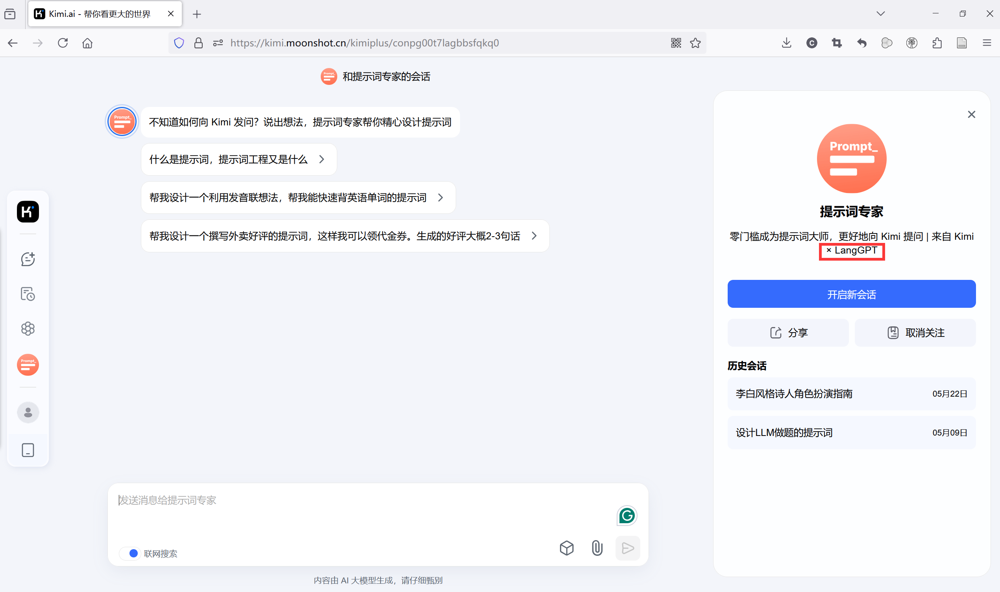 Kimi.ai - 帮你看更大的世界
https://kimi.moonshot.cn/kimiplus/conpg00t7lagbbsfqkq0
和提示词专家的会话
不知道如何向 Kimi 发问？说出想法，提示词专家帮你精心设计提示词
什么是提示词，提示词工程又是什么
帮我设计一个利用发音联想法，帮我能快速背英语单词的提示词
帮我设计一个撰写外卖好评的提示词，这样我可以领代金券。生成的好评大概2-3句话
Prompt_
提示词专家
零门槛成为提示词大师，更好地向 Kimi 提问 | 来自 Kimi
× LangGPT
开启新会话
分享
取消关注
历史会话
李白风格诗人角色扮演指南 05月22日
设计LLM做题的提示词 05月09日
发送消息给提示词专家
联网搜索
内容由 AI 大模型生成，请仔细甄别